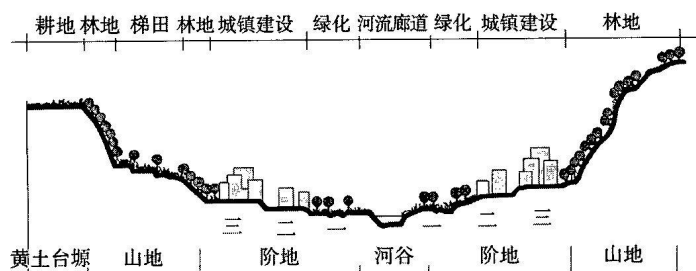 耕地 林地 梯田 林地 城镇建设 绿化 河流廊道 绿化 城镇建设 林地
三 二 一 一 二 三
黄土台塬 山地 阶地 河谷 阶地 山地